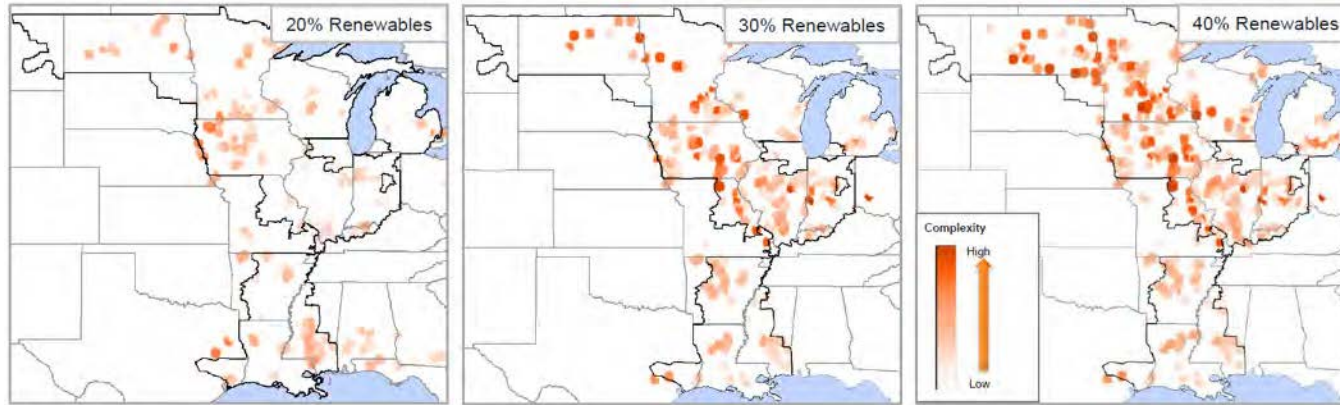 20% Renewables
30% Renewables
40% Renewables
Complexity
High
Low